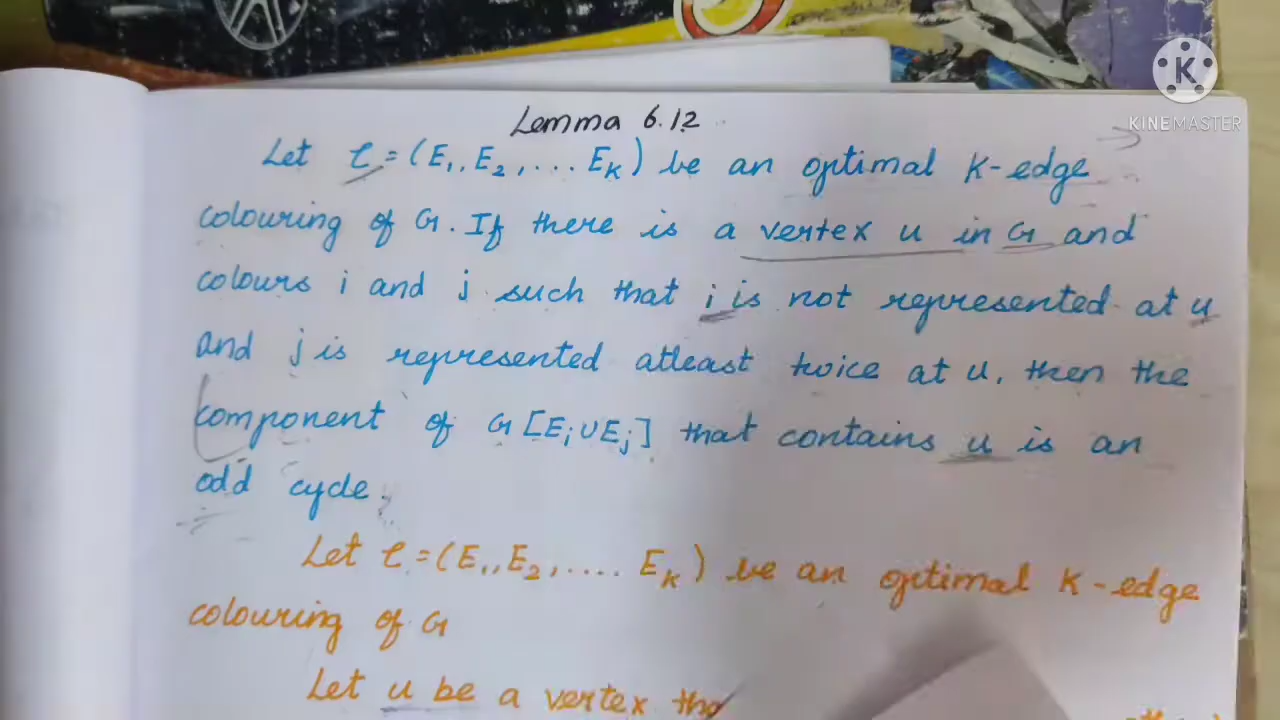 K
KINEMASTER
Lemma 6.12
Let 𝒞 = (E₁, E₂, ... Eₖ) be an optimal K-edge
colouring of G. If there is a vertex u in G and
colours i and j such that i is not represented at u
and j is represented atleast twice at u, then the
component of G[Eᵢ∪Eⱼ] that contains u is an
odd cycle.
Let 𝒞 = (E₁, E₂, .... Eₖ) be an optimal K-edge
colouring of G
Let u be a vertex